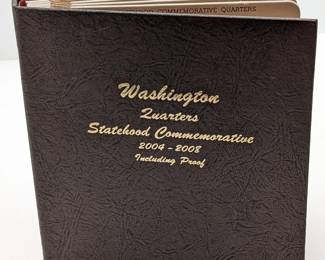 COMMEMORATIVE QUARTERS
Washington
Quarters
Statehood Commemorative
2004-2008
Including Proof